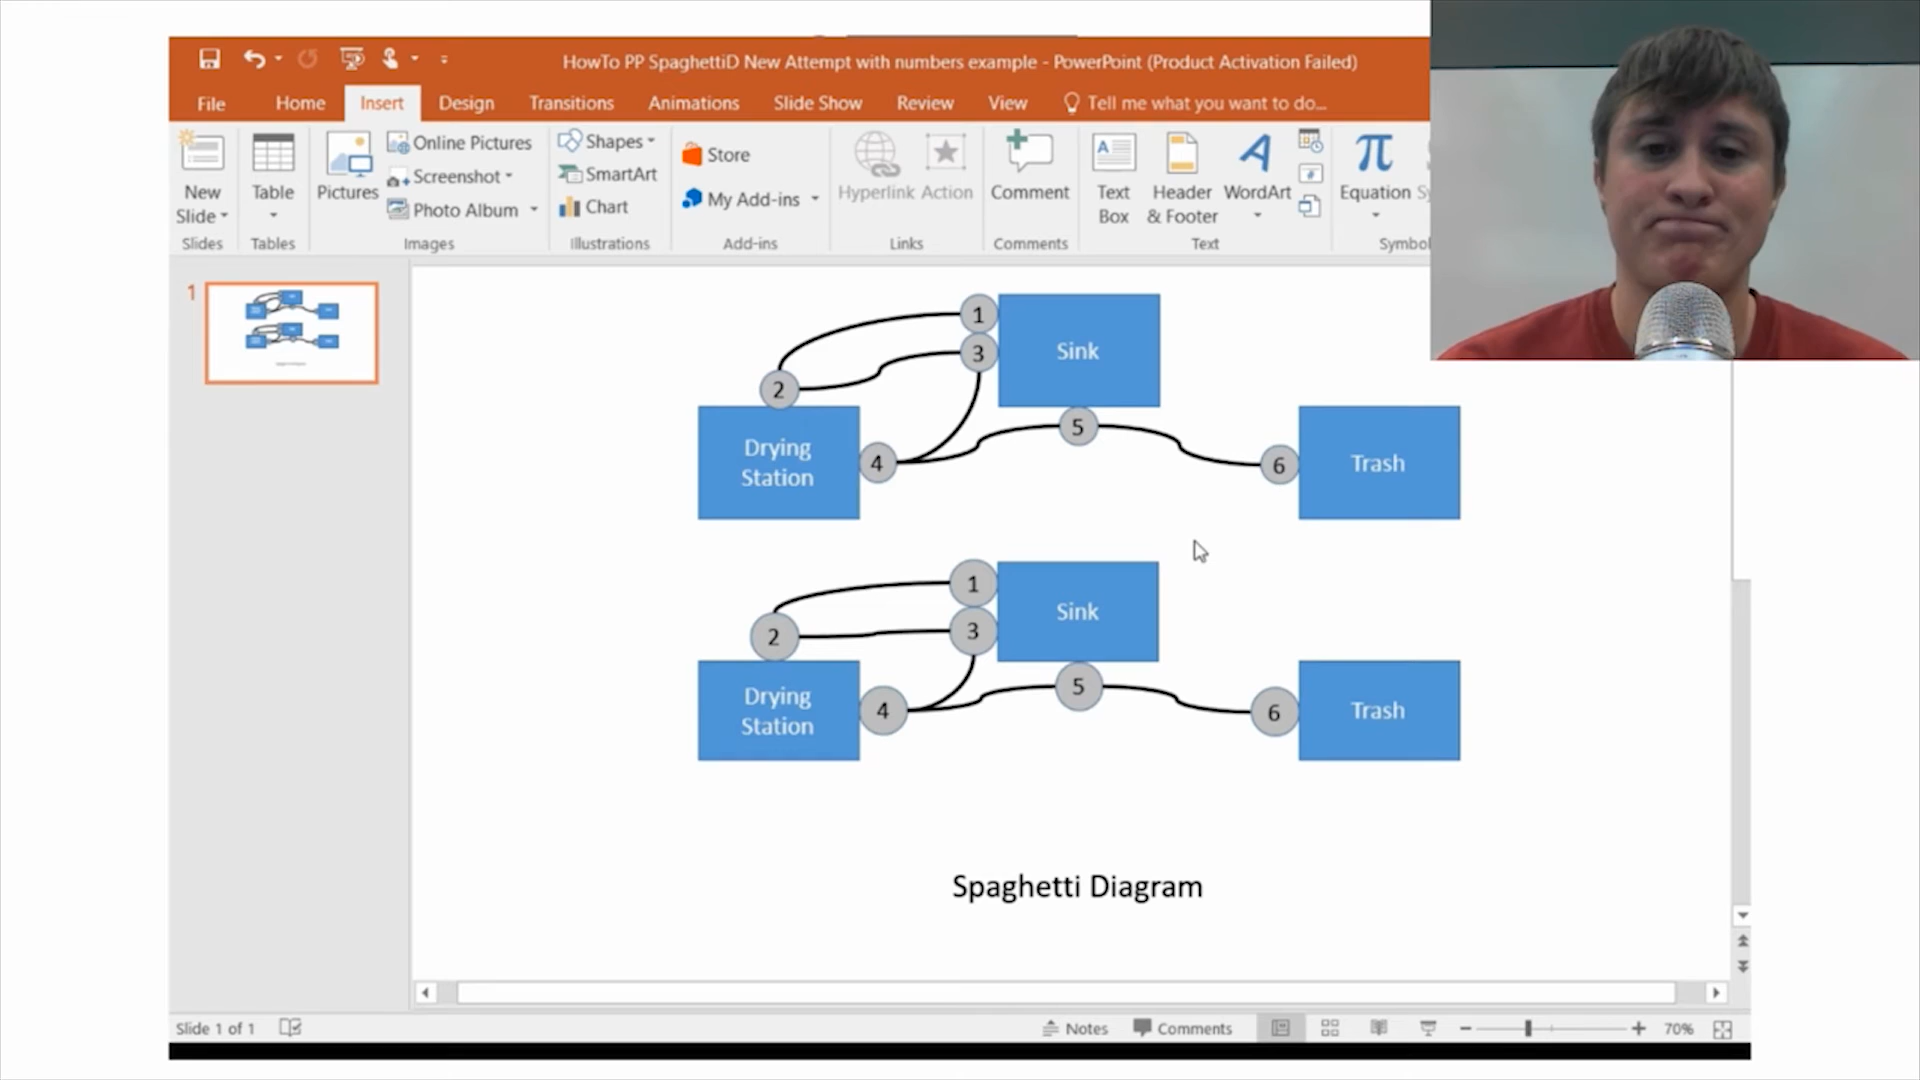 HowTo PP SpaghettiD New Attempt with numbers example - PowerPoint (Product Activation Failed)
File Home Insert Design Transitions Animations Slide Show Review View Tell me what you want to do...
New Slide
Table
Pictures
Online Pictures
Screenshot
Photo Album
Shapes
SmartArt
Chart
Store
My Add-ins
Hyperlink
Action
Comment
Text Box
Header & Footer
WordArt
Equation
Slides Tables Images Illustrations Add-ins Links Comments Text Symbol
1
1
Sink
3
2
Drying
Station
4
5
6
Trash
1
Sink
3
2
Drying
Station
4
5
6
Trash
Spaghetti Diagram
Slide 1 of 1 Notes Comments 70%